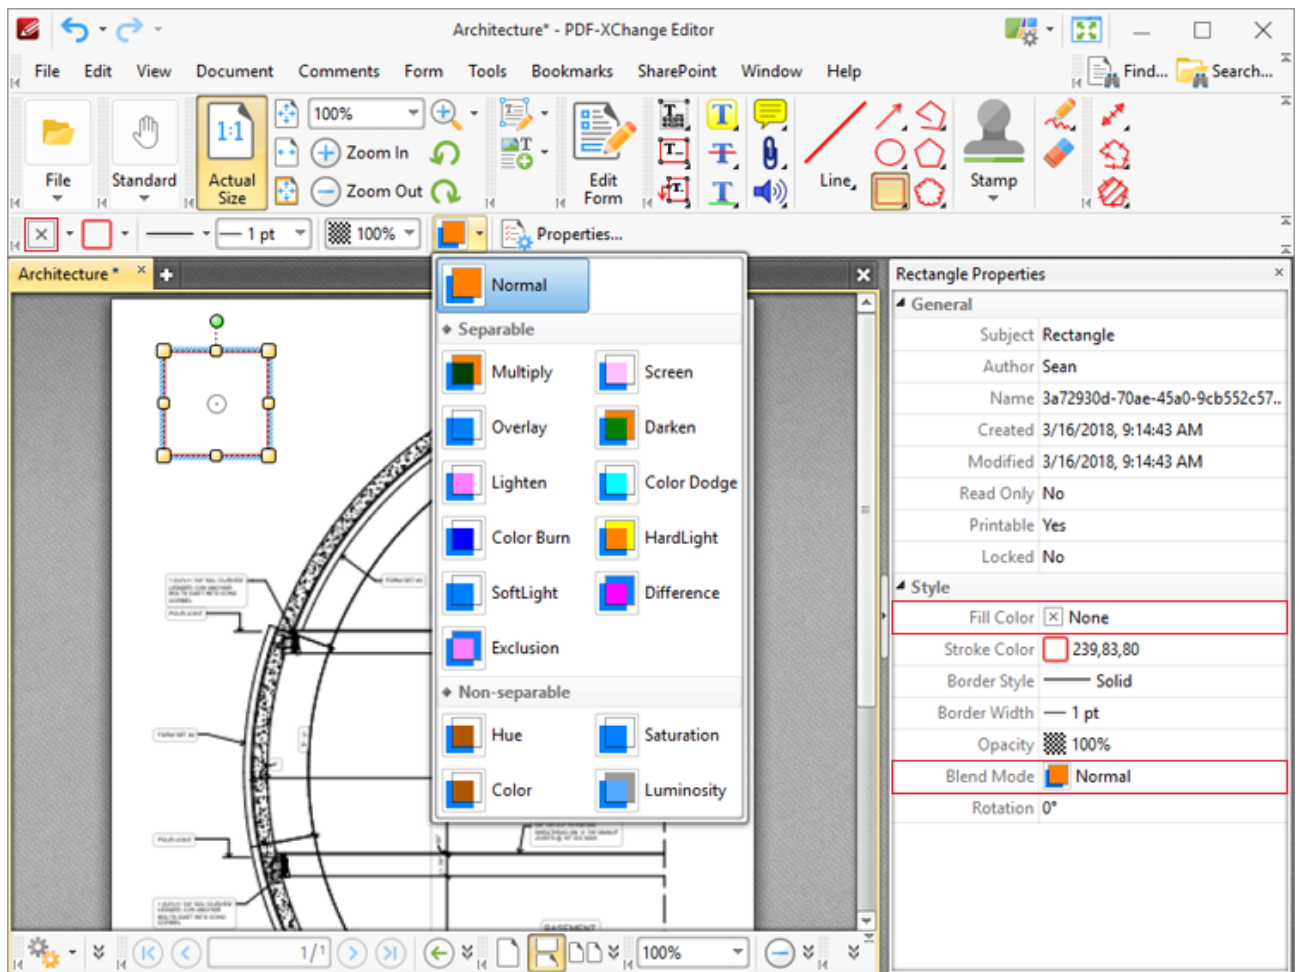 Architecture* - PDF-XChange Editor
File Edit View Document Comments Form Tools Bookmarks SharePoint Window Help Find... Search...
100%
1:1
Zoom In
File Standard Actual Size Zoom Out Edit Form Line Stamp
1 pt 100% Properties...
Architecture *
Rectangle Properties
Normal
Separable
Multiply Screen
Overlay Darken
Lighten Color Dodge
Color Burn HardLight
SoftLight Difference
Exclusion
Non-separable
Hue Saturation
Color Luminosity
General
Subject Rectangle
Author Sean
Name 3a72930d-70ae-45a0-9cb552c57..
Created 3/16/2018, 9:14:43 AM
Modified 3/16/2018, 9:14:43 AM
Read Only No
Printable Yes
Locked No
Style
Fill Color None
Stroke Color 239,83,80
Border Style Solid
Border Width 1 pt
Opacity 100%
Blend Mode Normal
Rotation 0°
BASEMENT
1/1 100%